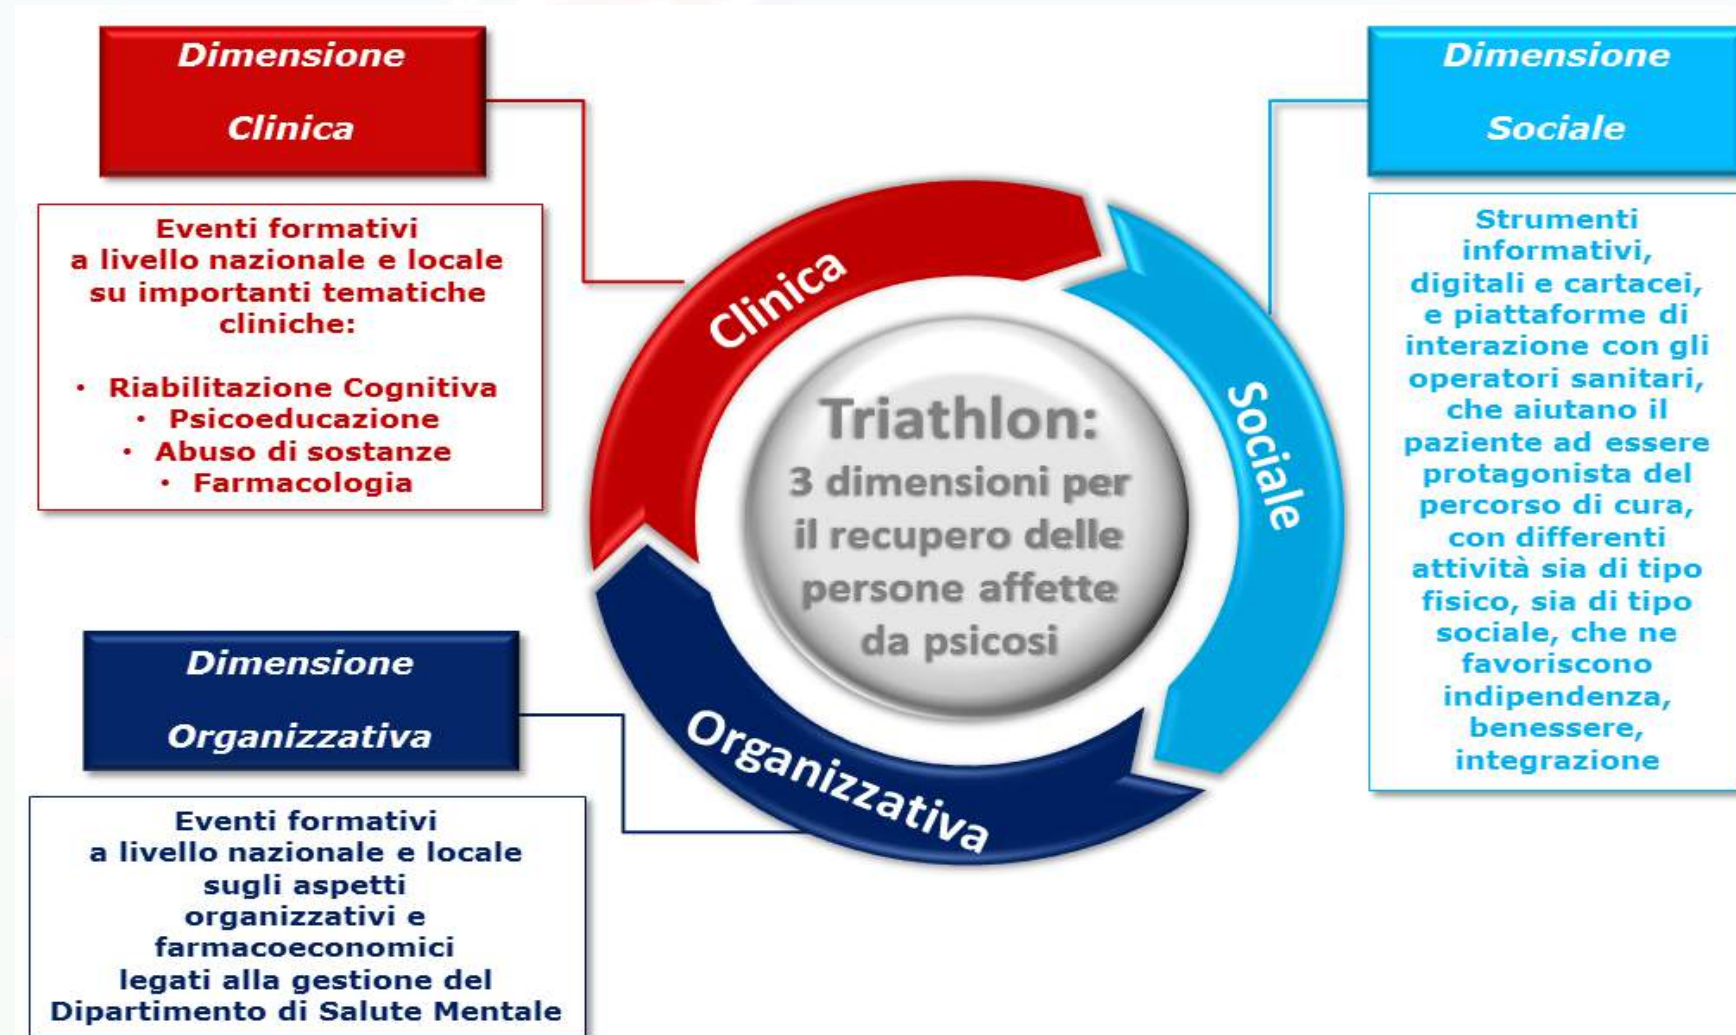 Dimensione
Clinica
Eventi formativi
a livello nazionale e locale
su importanti tematiche
cliniche:
• Riabilitazione Cognitiva
• Psicoeducazione
• Abuso di sostanze
• Farmacologia
Dimensione
Organizzativa
Eventi formativi
a livello nazionale e locale
sugli aspetti
organizzativi e
farmacoeconomici
legati alla gestione del
Dipartimento di Salute Mentale
Clinica
Sociale
Organizzativa
Triathlon:
3 dimensioni per
il recupero delle
persone affette
da psicosi
Dimensione
Sociale
Strumenti
informativi,
digitali e cartacei,
e piattaforme di
interazione con gli
operatori sanitari,
che aiutano il
paziente ad essere
protagonista del
percorso di cura,
con differenti
attività sia di tipo
fisico, sia di tipo
sociale, che ne
favoriscono
indipendenza,
benessere,
integrazione